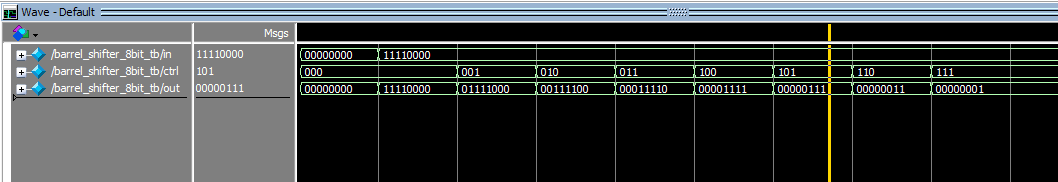 Wave - Default
Msgs
/barrel_shifter_8bit_tb/in 11110000 00000000 11110000
/barrel_shifter_8bit_tb/ctrl 101 000 001 010 011 100 101 110 111
/barrel_shifter_8bit_tb/out 00000111 00000000 11110000 01111000 00111100 00011110 00001111 00000111 00000011 00000001